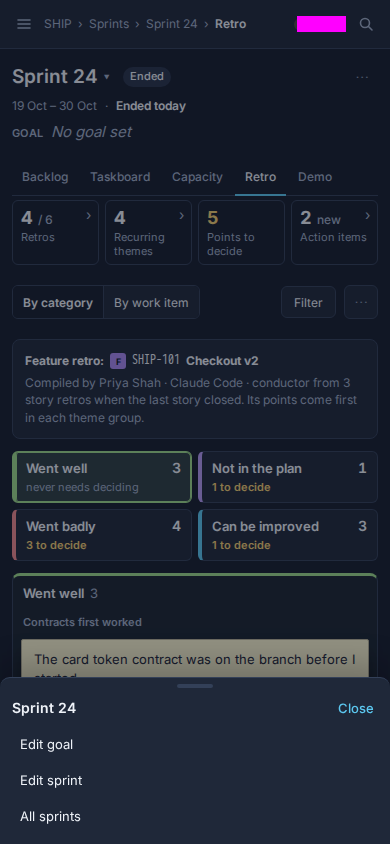 SHIP › Sprints › Sprint 24 › Retro
Sprint 24 ▾ Ended ...
19 Oct – 30 Oct · Ended today
GOAL No goal set
Backlog Taskboard Capacity Retro Demo
4 / 6 ›
Retros
4 ›
Recurring
themes
5
Points to
decide
2 new ›
Action items
By category By work item Filter ...
Feature retro: F SHIP-101 Checkout v2
Compiled by Priya Shah · Claude Code · conductor from 3
story retros when the last story closed. Its points come first
in each theme group.
Went well 3
never needs deciding
Not in the plan 1
1 to decide
Went badly 4
3 to decide
Can be improved 3
1 to decide
Went well 3
Contracts first worked
The card token contract was on the branch before I
started
Sprint 24 Close
Edit goal
Edit sprint
All sprints